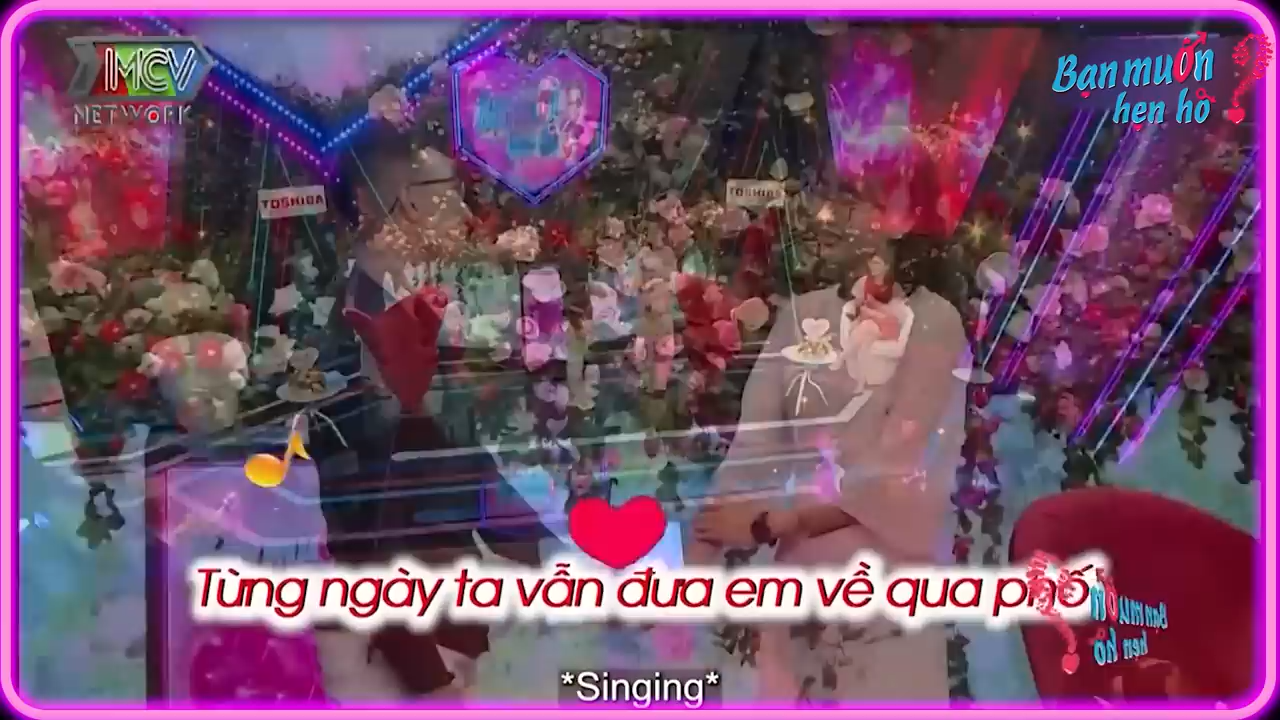 MCV
NETWORK
Bạn muốn
hẹn hò ?
TOSHIBA
TOSHIBA
Từng ngày ta vẫn đưa em về qua phố
*Singing*